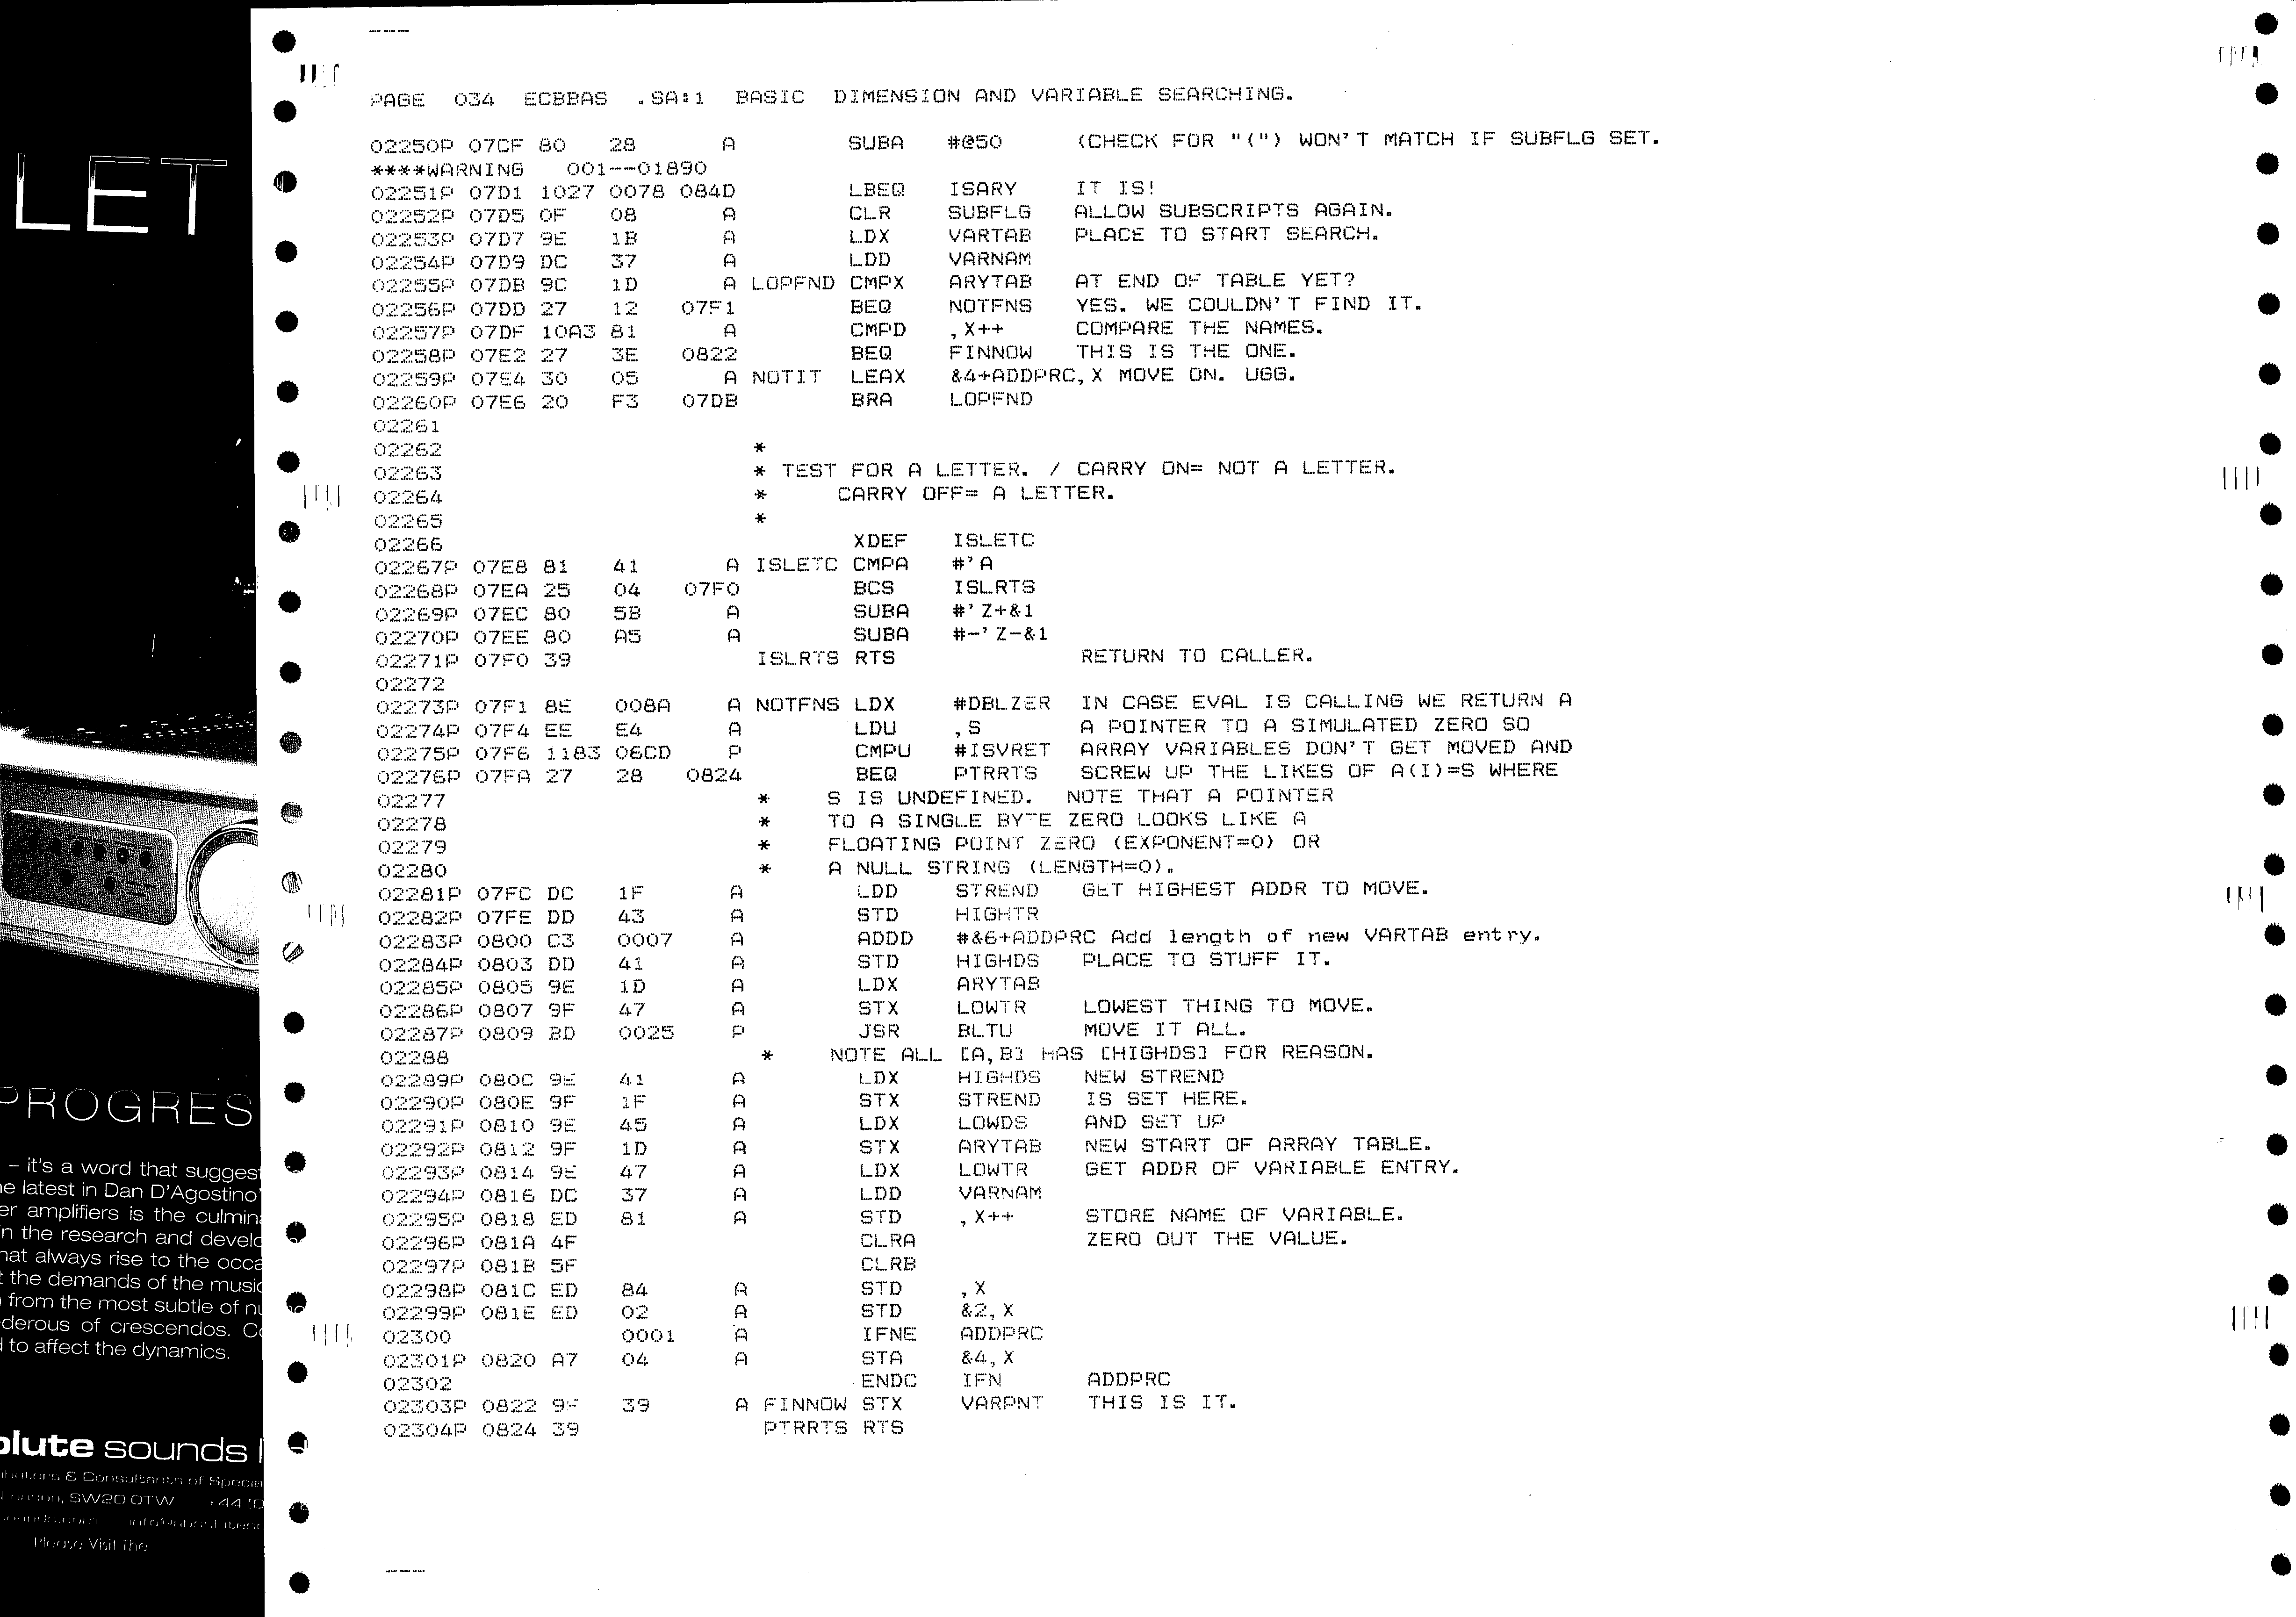 LET
PAGE 034 ECBBAS .SA:1 BASIC DIMENSION AND VARIABLE SEARCHING.
02250P 07CF 80 28 A SUBA #@50 (CHECK FOR "(") WON'T MATCH IF SUBFLG SET.
****WARNING 001--01890
02251P 07D1 1027 0078 084D LBEQ ISARY IT IS!
02252P 07D5 0F 08 A CLR SUBFLG ALLOW SUBSCRIPTS AGAIN.
02253P 07D7 9E 1B A LDX VARTAB PLACE TO START SEARCH.
02254P 07D9 DC 37 A LDD VARNAM
02255P 07DB 9C 1D A LOPFND CMPX ARYTAB AT END OF TABLE YET?
02256P 07DD 27 12 07F1 BEQ NOTFNS YES. WE COULDN'T FIND IT.
02257P 07DF 10A3 81 A CMPD ,X++ COMPARE THE NAMES.
02258P 07E2 27 3E 0822 BEQ FINNOW THIS IS THE ONE.
02259P 07E4 30 05 A NOTIT LEAX &4+ADDPRC,X MOVE ON. UGG.
02260P 07E6 20 F3 07DB BRA LOPFND
02261
02262 *
02263 * TEST FOR A LETTER. / CARRY ON= NOT A LETTER.
02264 * CARRY OFF= A LETTER.
02265 *
02266 XDEF ISLETC
02267P 07E8 81 41 A ISLETC CMPA #'A
02268P 07EA 25 04 07F0 BCS ISLRTS
02269P 07EC 80 5B A SUBA #'Z+&1
02270P 07EE 80 A5 A SUBA #-'Z-&1
02271P 07F0 39 ISLRTS RTS RETURN TO CALLER.
02272
02273P 07F1 8E 008A A NOTFNS LDX #DBLZER IN CASE EVAL IS CALLING WE RETURN A
02274P 07F4 EE E4 A LDU ,S A POINTER TO A SIMULATED ZERO SO
02275P 07F6 1183 06CD P CMPU #ISVRET ARRAY VARIABLES DON'T GET MOVED AND
02276P 07FA 27 28 0824 BEQ PTRRTS SCREW UP THE LIKES OF A(I)=S WHERE
02277 * S IS UNDEFINED. NOTE THAT A POINTER
02278 * TO A SINGLE BYTE ZERO LOOKS LIKE A
02279 * FLOATING POINT ZERO (EXPONENT=0) OR
02280 * A NULL STRING (LENGTH=0).
02281P 07FC DC 1F A LDD STREND GET HIGHEST ADDR TO MOVE.
02282P 07FE DD 43 A STD HIGHTR
02283P 0800 C3 0007 A ADDD #&6+ADDPRC Add length of new VARTAB entry.
02284P 0803 DD 41 A STD HIGHDS PLACE TO STUFF IT.
02285P 0805 9E 1D A LDX ARYTAB
02286P 0807 9F 47 A STX LOWTR LOWEST THING TO MOVE.
02287P 0809 BD 0025 P JSR BLTU MOVE IT ALL.
02288 * NOTE ALL [A,B] HAS [HIGHDS] FOR REASON.
02289P 080C 9E 41 A LDX HIGHDS NEW STREND
02290P 080E 9F 1F A STX STREND IS SET HERE.
02291P 0810 9E 45 A LDX LOWDS AND SET UP
02292P 0812 9F 1D A STX ARYTAB NEW START OF ARRAY TABLE.
02293P 0814 9E 47 A LDX LOWTR GET ADDR OF VARIABLE ENTRY.
02294P 0816 DC 37 A LDD VARNAM
02295P 0818 ED 81 A STD ,X++ STORE NAME OF VARIABLE.
02296P 081A 4F CLRA ZERO OUT THE VALUE.
02297P 081B 5F CLRB
02298P 081C ED 84 A STD ,X
02299P 081E ED 02 A STD &2,X
02300 0001 A IFNE ADDPRC
02301P 0820 A7 04 A STA &4,X
02302 ENDC IFN ADDPRC
02303P 0822 9F 39 A FINNOW STX VARPNT THIS IS IT.
02304P 0824 39 PTRRTS RTS
PROGRES
– it's a word that suggest
e latest in Dan D'Agostino'
er amplifiers is the culmin
n the research and develo
hat always rise to the occa
t the demands of the music
from the most subtle of nu
derous of crescendos. Co
d to affect the dynamics.
olute sounds
& Consultants of Specia
London, SW20 0TW +44 (0
Please Visit The